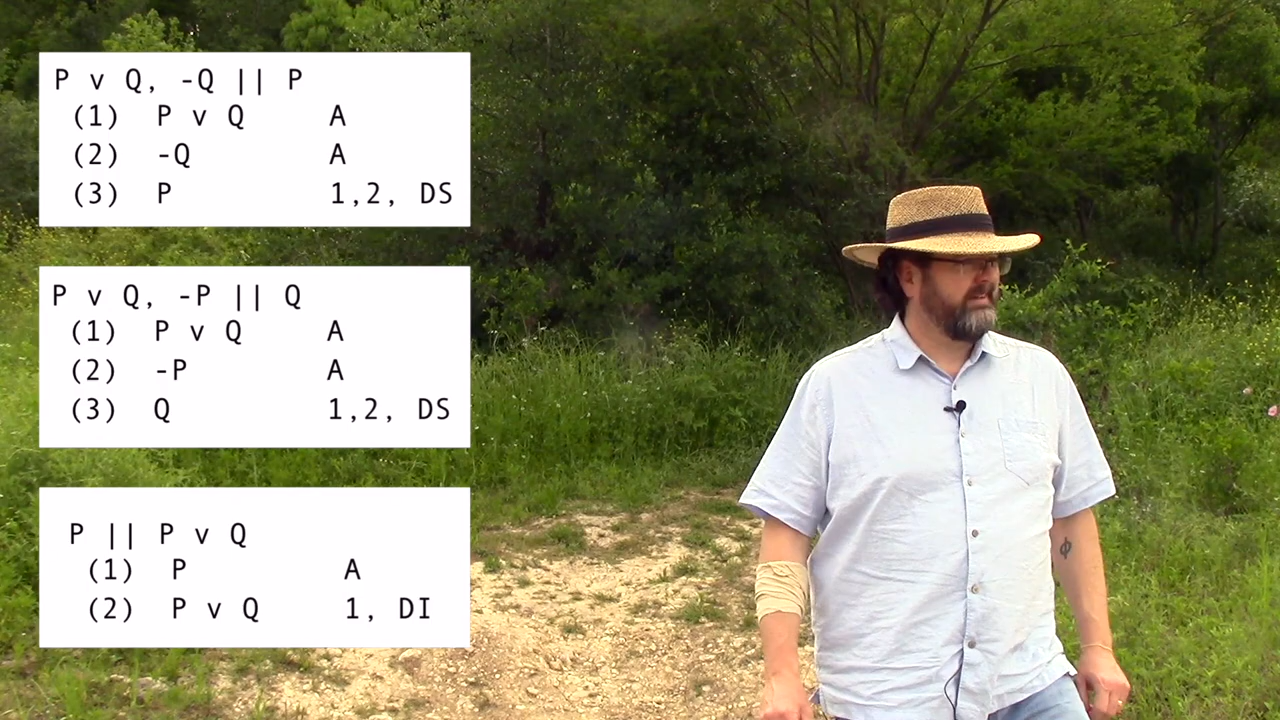 P v Q, -Q || P
(1) P v Q A
(2) -Q A
(3) P 1,2, DS
P v Q, -P || Q
(1) P v Q A
(2) -P A
(3) Q 1,2, DS
P || P v Q
(1) P A
(2) P v Q 1, DI
ϕ